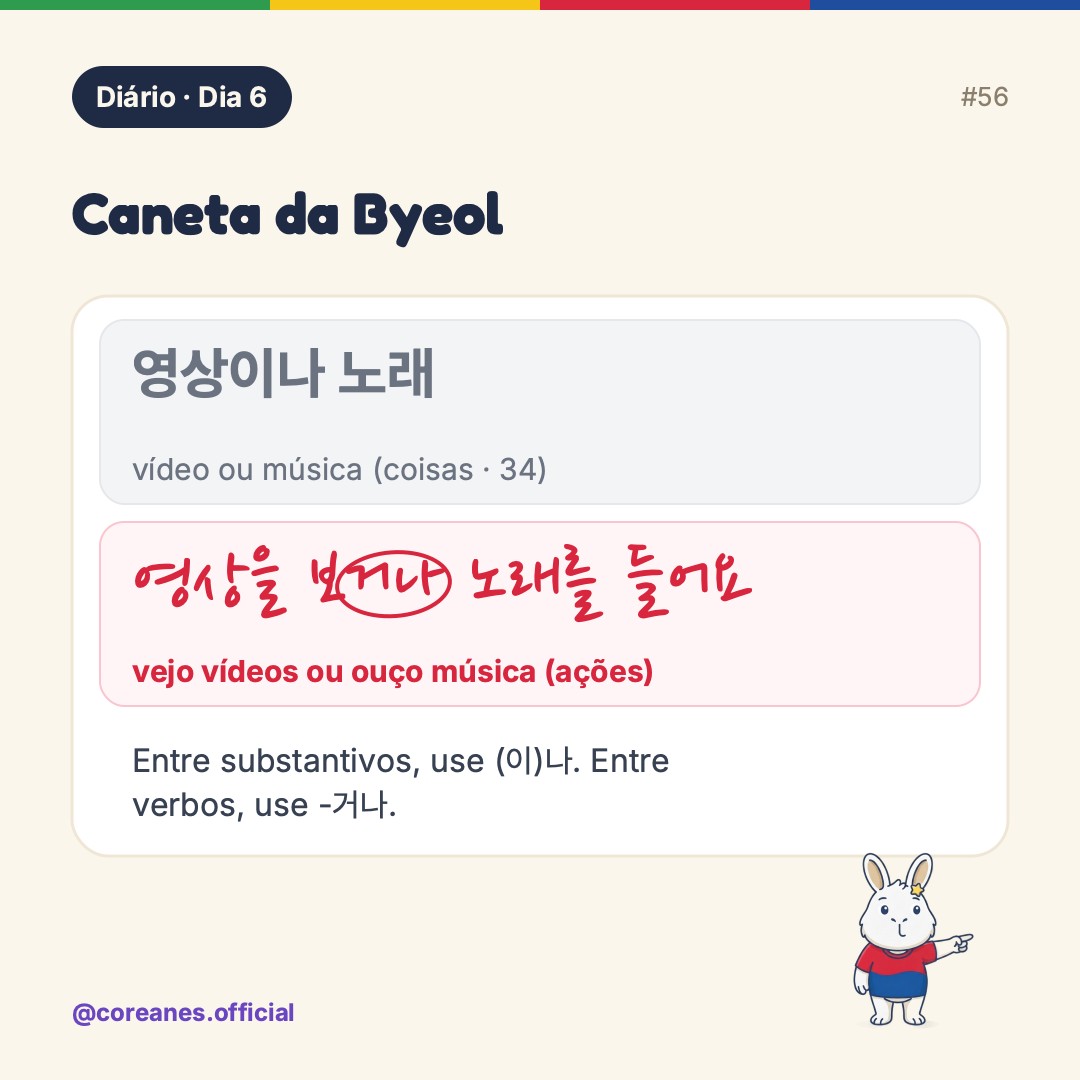 Diário · Dia 6
#56
Caneta da Byeol
영상이나 노래
vídeo ou música (coisas · 34)
영상을 보거나 노래를 들어요
vejo vídeos ou ouço música (ações)
Entre substantivos, use (이)나. Entre
verbos, use -거나.
@coreanes.official